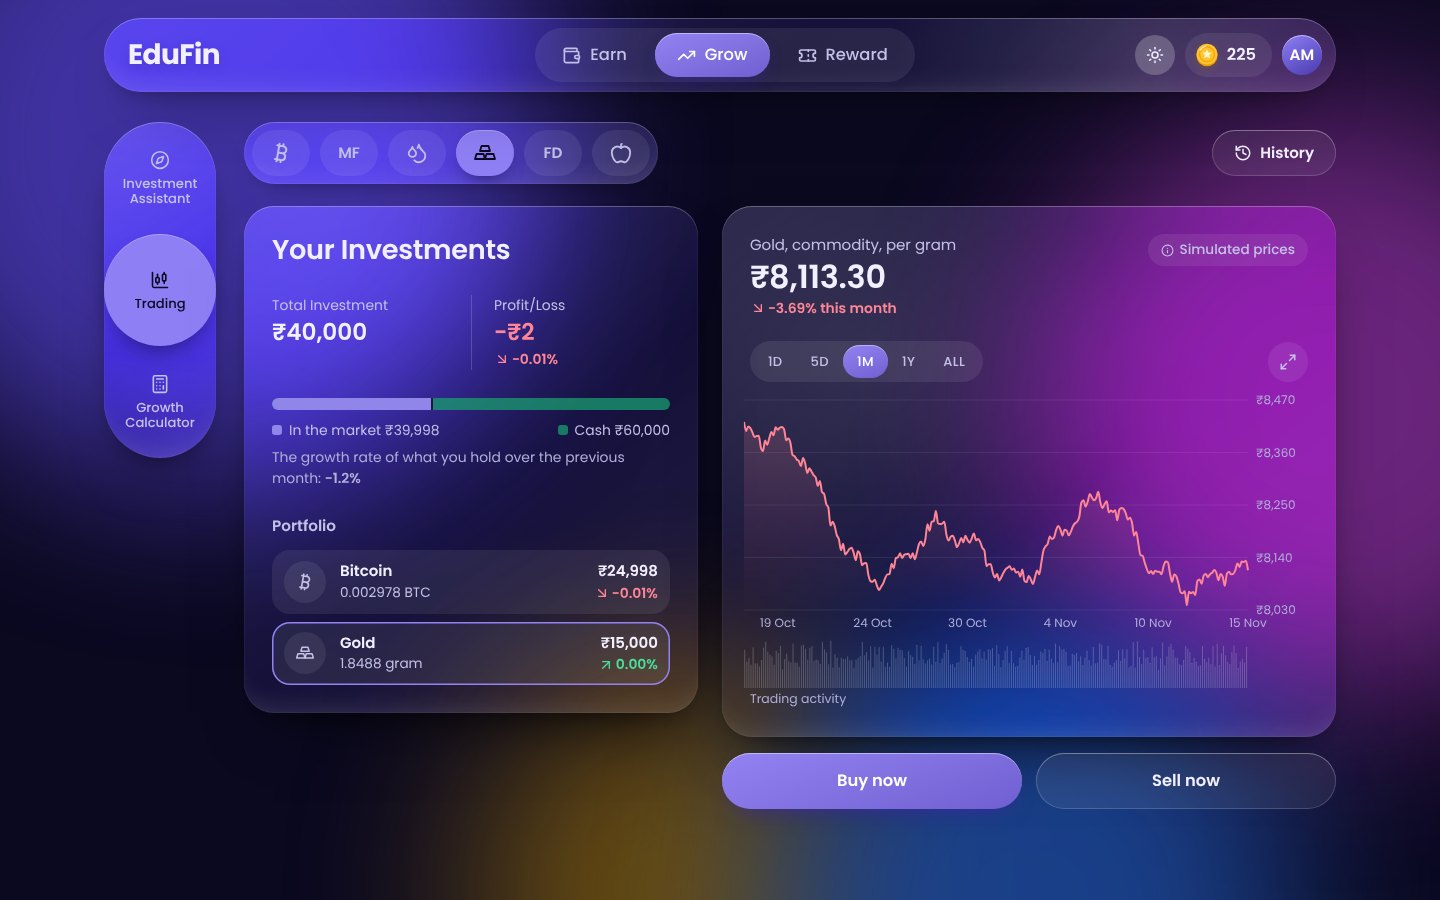 EduFin
Earn
Grow
Reward
225
AM
Investment
Assistant
Trading
Growth
Calculator
MF
FD
History
Your Investments
Total Investment
₹40,000
Profit/Loss
-₹2
-0.01%
In the market ₹39,998
Cash ₹60,000
The growth rate of what you hold over the previous
month: -1.2%
Portfolio
Bitcoin
₹24,998
0.002978 BTC
-0.01%
Gold
₹15,000
1.8488 gram
0.00%
Gold, commodity, per gram
Simulated prices
₹8,113.30
-3.69% this month
1D
5D
1M
1Y
ALL
₹8,470
₹8,360
₹8,250
₹8,140
₹8,030
19 Oct
24 Oct
30 Oct
4 Nov
10 Nov
15 Nov
Trading activity
Buy now
Sell now